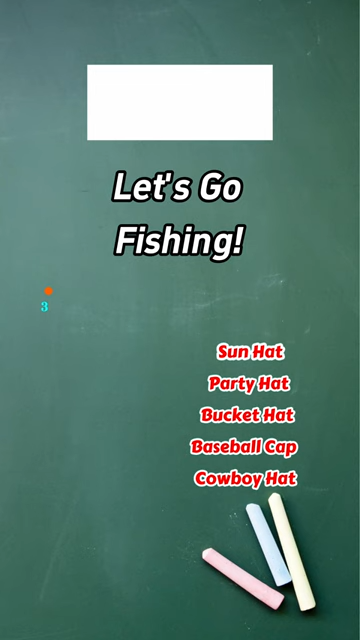 Let's Go
Fishing!
3
Sun Hat
Party Hat
Bucket Hat
Baseball Cap
Cowboy Hat